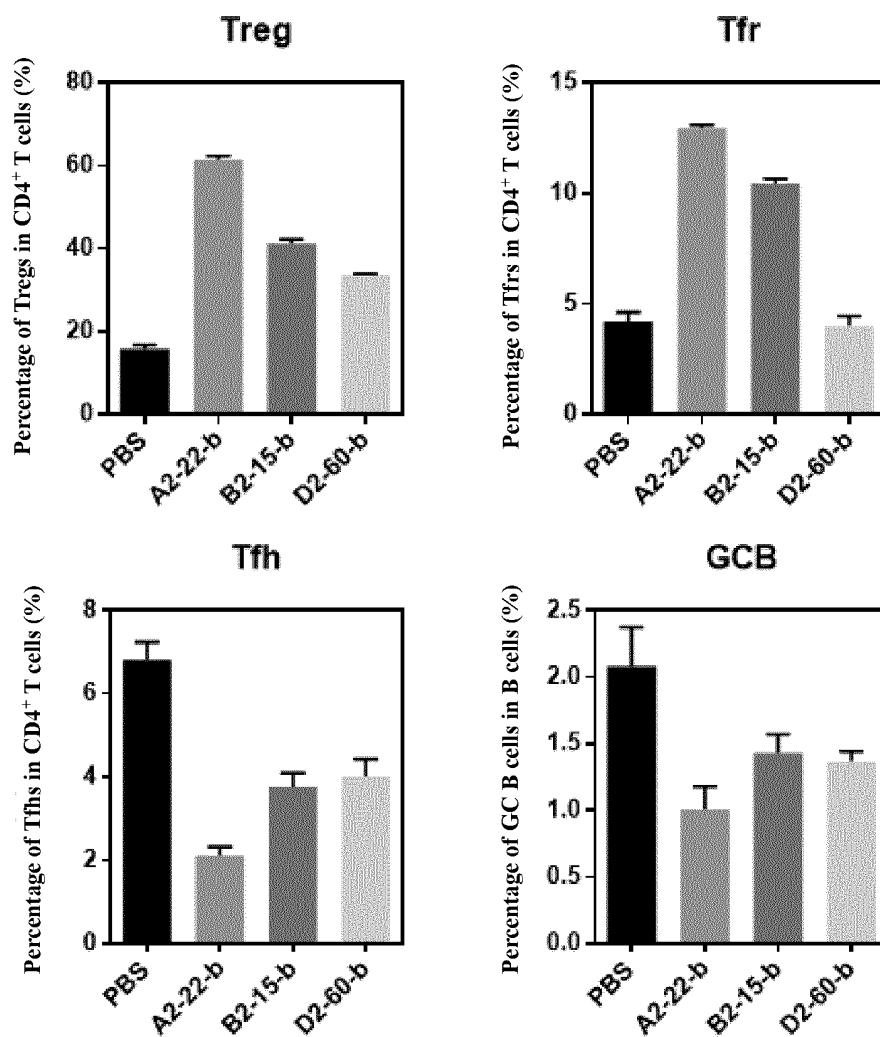 Treg
Percentage of Tregs in CD4+ T cells (%)
80
60
40
20
0
PBS
A2-22-b
B2-15-b
D2-60-b
Tfr
Percentage of Tfrs in CD4+ T cells (%)
15
10
5
0
PBS
A2-22-b
B2-15-b
D2-60-b
Tfh
Percentage of Tfhs in CD4+ T cells (%)
8
6
4
2
0
PBS
A2-22-b
B2-15-b
D2-60-b
GCB
Percentage of GC B cells in B cells (%)
2.5
2.0
1.5
1.0
0.5
0.0
PBS
A2-22-b
B2-15-b
D2-60-b